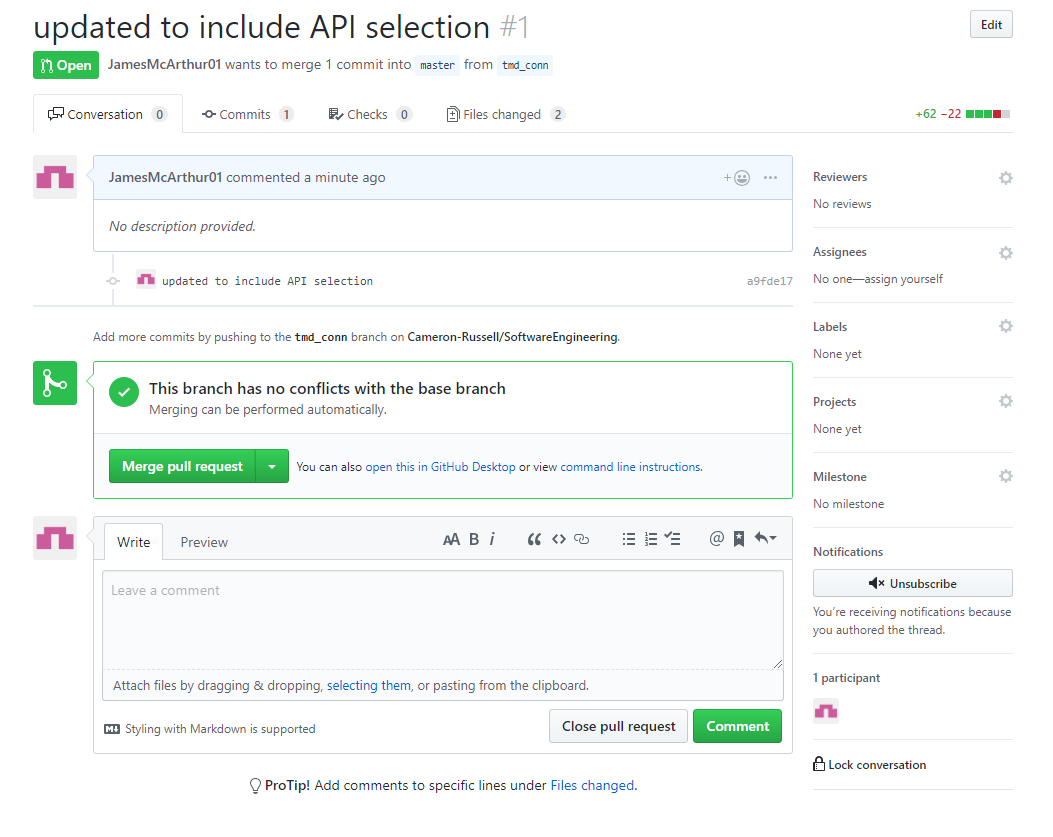 updated to include API selection #1
Edit
Open
JamesMcArthur01 wants to merge 1 commit into master from tmd_conn
Conversation 0
Commits 1
Checks 0
Files changed 2
+62 −22
JamesMcArthur01 commented a minute ago
No description provided.
updated to include API selection a9fde17
Add more commits by pushing to the tmd_conn branch on Cameron-Russell/SoftwareEngineering.
This branch has no conflicts with the base branch
Merging can be performed automatically.
Merge pull request
You can also open this in GitHub Desktop or view command line instructions.
Write
Preview
AA B i
Leave a comment
Attach files by dragging & dropping, selecting them, or pasting from the clipboard.
Styling with Markdown is supported
Close pull request
Comment
ProTip! Add comments to specific lines under Files changed.
Reviewers
No reviews
Assignees
No one—assign yourself
Labels
None yet
Projects
None yet
Milestone
No milestone
Notifications
Unsubscribe
You're receiving notifications because
you authored the thread.
1 participant
Lock conversation